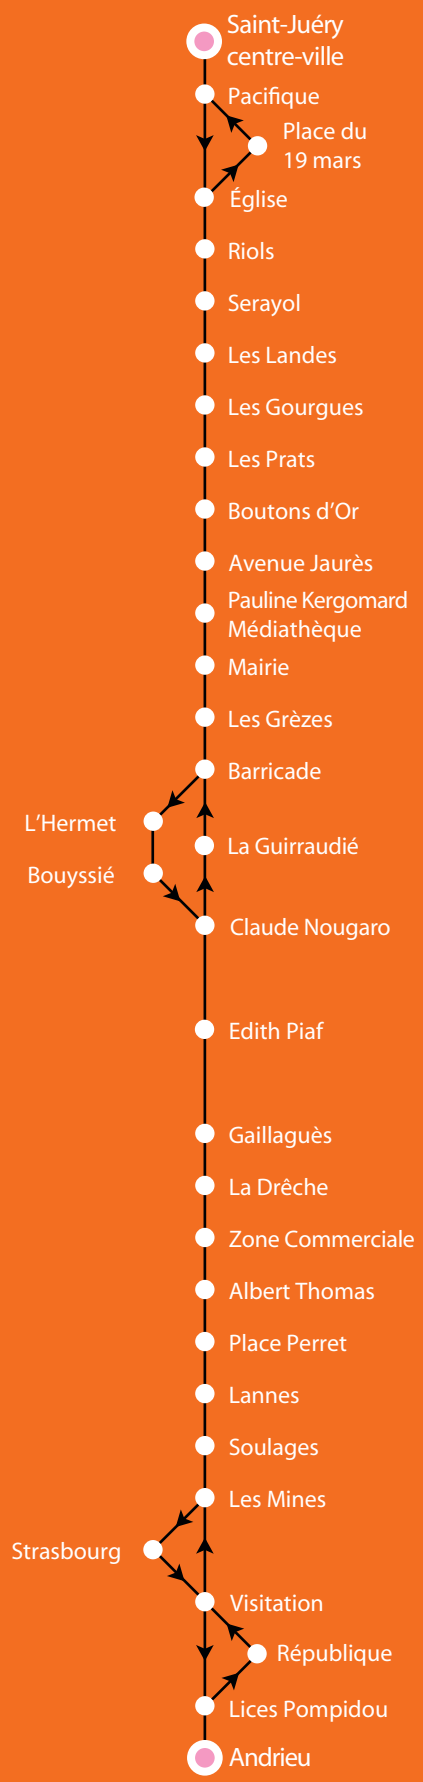 Saint-Juéry
centre-ville
Pacifique
Place du
19 mars
Église
Riols
Serayol
Les Landes
Les Gourgues
Les Prats
Boutons d’Or
Avenue Jaurès
Pauline Kergomard
Médiathèque
Mairie
Les Grèzes
Barricade
L’Hermet
La Guirraudié
Bouyssié
Claude Nougaro
Edith Piaf
Gaillaguès
La Drêche
Zone Commerciale
Albert Thomas
Place Perret
Lannes
Soulages
Les Mines
Strasbourg
Visitation
République
Lices Pompidou
Andrieu